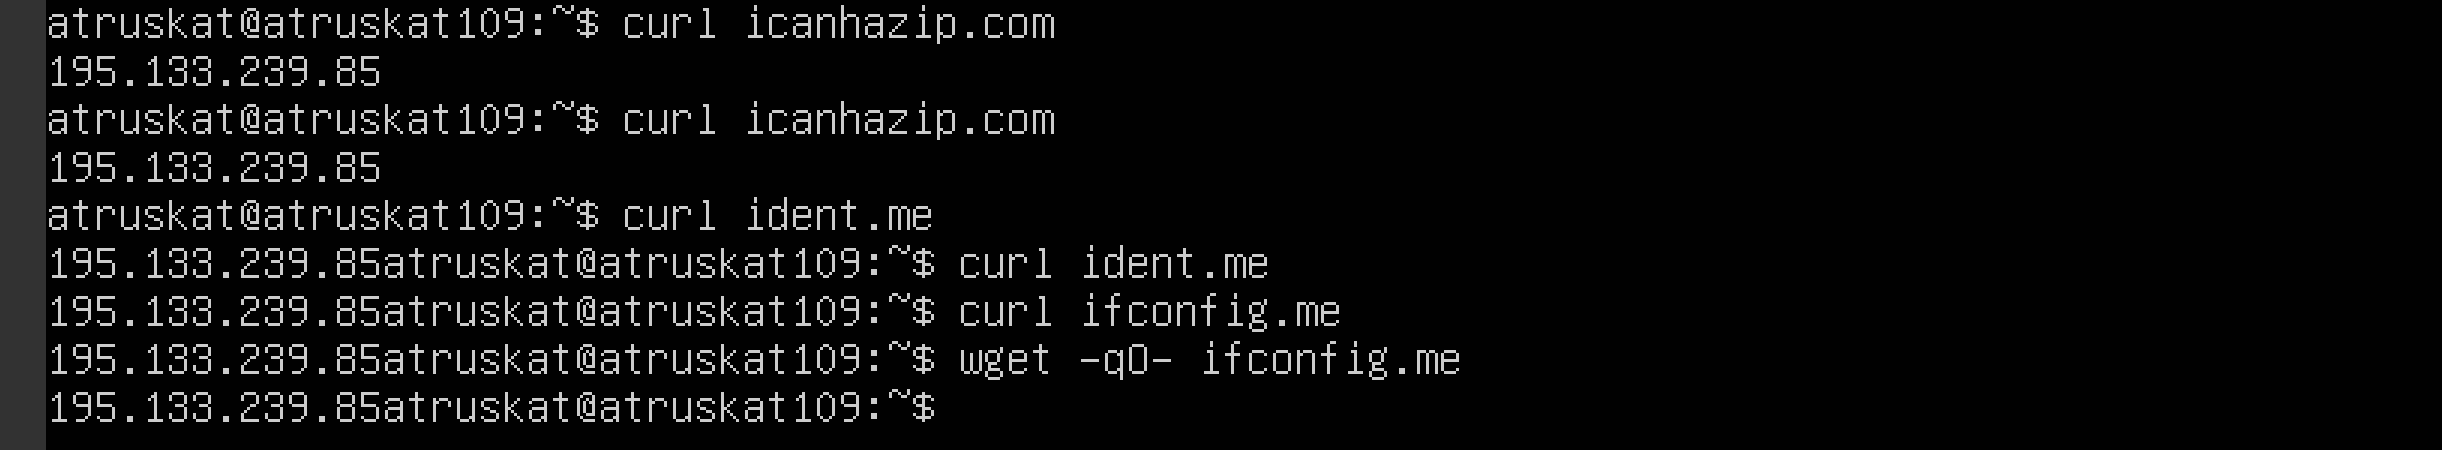 atruskat@atruskat109:~$ curl icanhazip.com
195.133.239.85
atruskat@atruskat109:~$ curl icanhazip.com
195.133.239.85
atruskat@atruskat109:~$ curl ident.me
195.133.239.85atruskat@atruskat109:~$ curl ident.me
195.133.239.85atruskat@atruskat109:~$ curl ifconfig.me
195.133.239.85atruskat@atruskat109:~$ wget -qO- ifconfig.me
195.133.239.85atruskat@atruskat109:~$